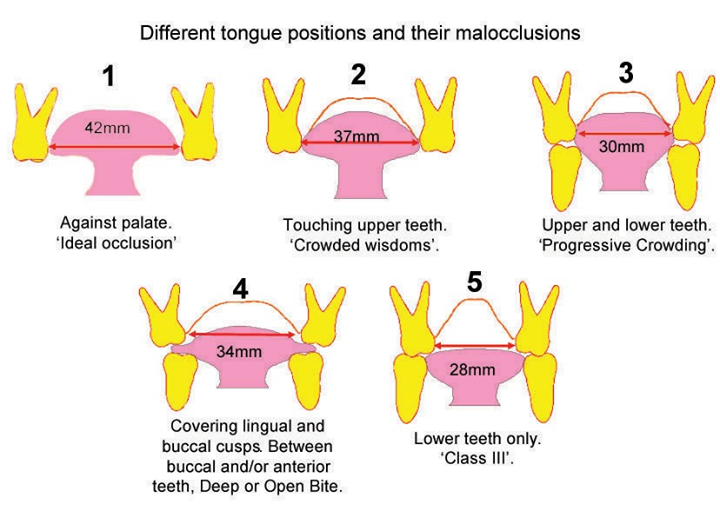 Different tongue positions and their malocclusions
1
42mm
Against palate.
‘Ideal occlusion’
2
37mm
Touching upper teeth.
‘Crowded wisdoms’.
3
30mm
Upper and lower teeth.
‘Progressive Crowding’.
4
34mm
Covering lingual and
buccal cusps. Between
buccal and/or anterior
teeth, Deep or Open Bite.
5
28mm
Lower teeth only.
‘Class III’.